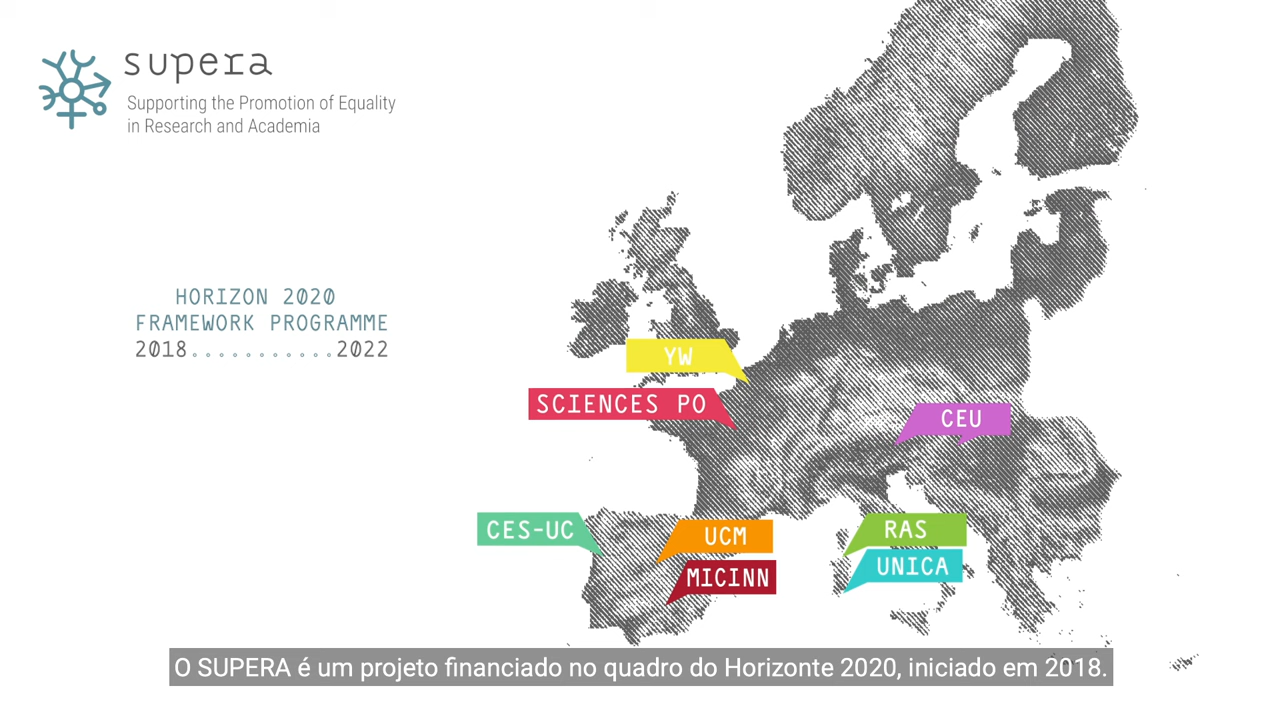 supera
Supporting the Promotion of Equality
in Research and Academia
HORIZON 2020
FRAMEWORK PROGRAMME
2018...........2022
YW
SCIENCES PO
CEU
CES-UC
UCM
MICINN
RAS
UNICA
O SUPERA é um projeto financiado no quadro do Horizonte 2020, iniciado em 2018.